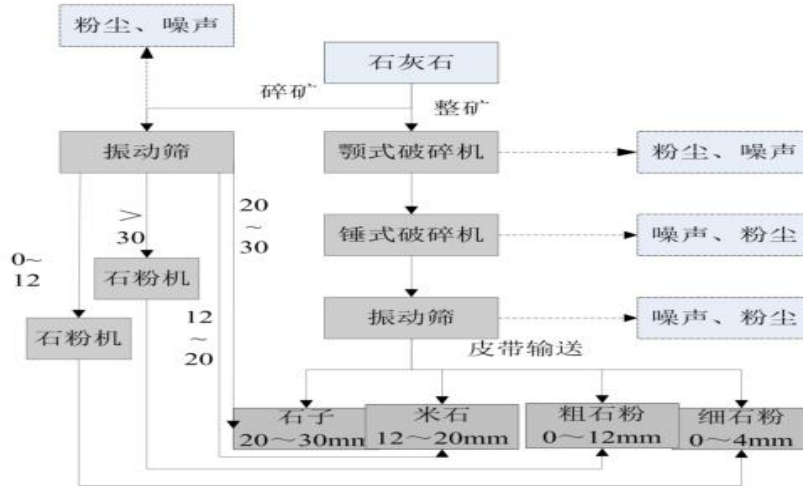 粉尘、噪声
石灰石
碎矿
整矿
振动筛
颚式破碎机
粉尘、噪声
＞
30
20
～
30
锤式破碎机
噪声、粉尘
0～
12
石粉机
石粉机
12
～
20
振动筛
噪声、粉尘
皮带输送
石子
20～30mm
米石
12～20mm
粗石粉
0～12mm
细石粉
0～4mm